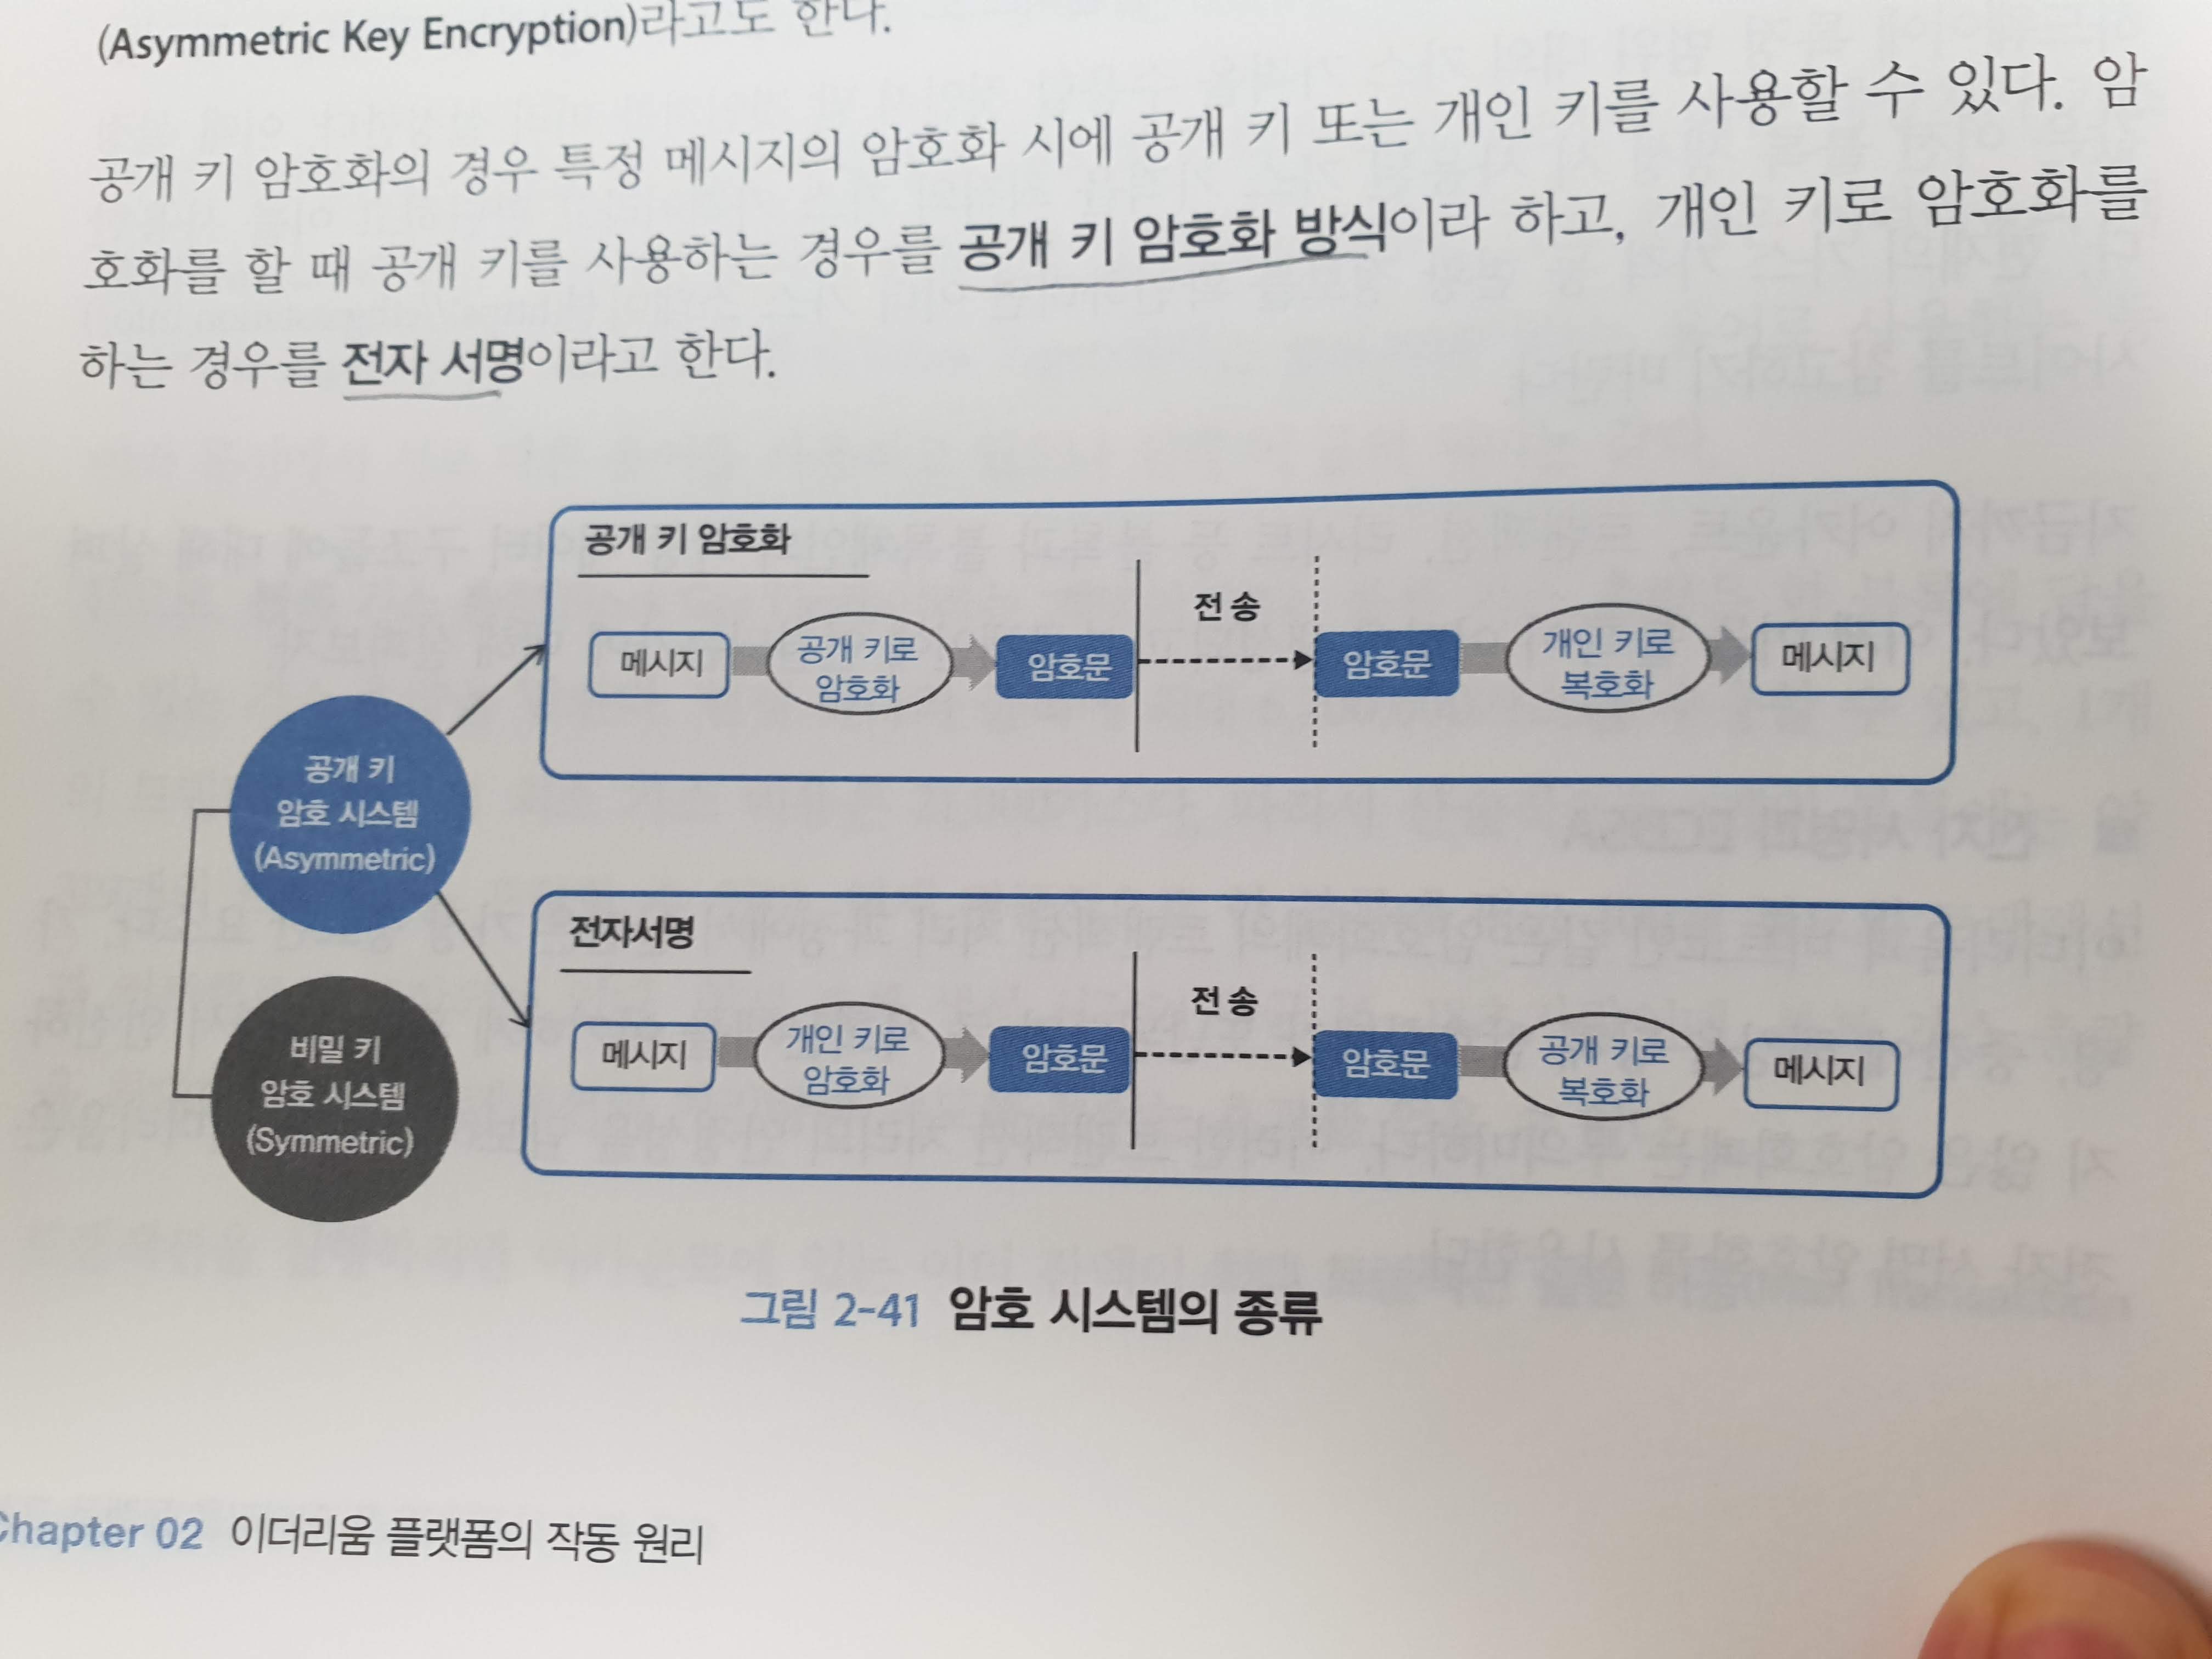 (Asymmetric Key Encryption)라고도 한다.
공개 키 암호화의 경우 특정 메시지의 암호화 시에 공개 키 또는 개인 키를 사용할 수 있다. 암
호화를 할 때 공개 키를 사용하는 경우를 공개 키 암호화 방식이라 하고, 개인 키로 암호화를
하는 경우를 전자 서명이라고 한다.
공개 키 암호화
메시지
공개 키로
암호화
암호문
전 송
암호문
개인 키로
복호화
메시지
공개 키
암호 시스템
(Asymmetric)
전자서명
메시지
개인 키로
암호화
암호문
전 송
암호문
공개 키로
복호화
메시지
비밀 키
암호 시스템
(Symmetric)
그림 2-41 암호 시스템의 종류
Chapter 02 이더리움 플랫폼의 작동 원리